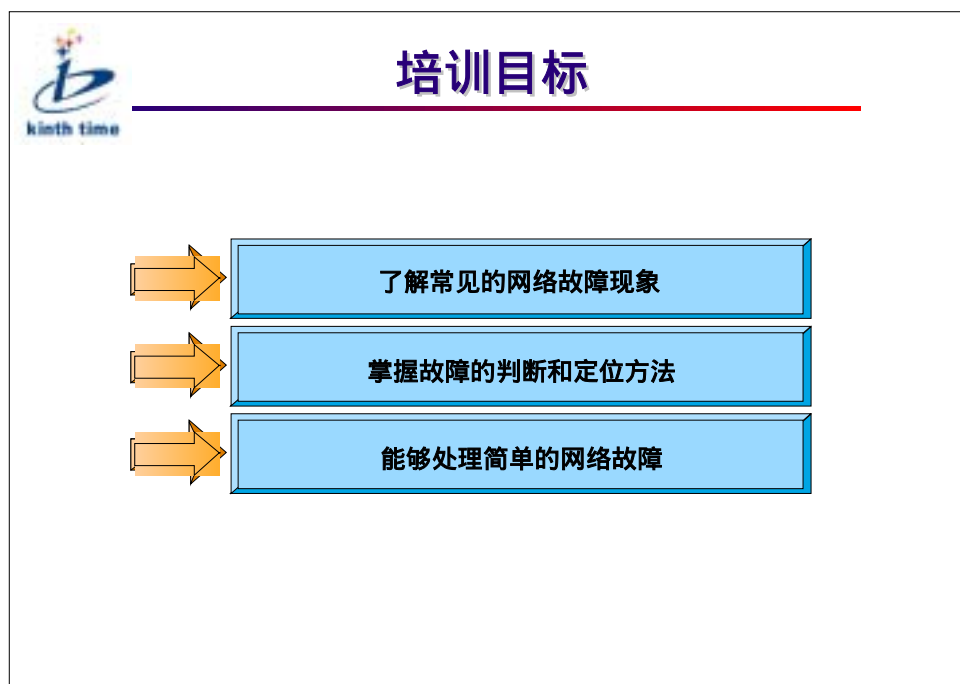 培训目标
kinth time
了解常见的网络故障现象
掌握故障的判断和定位方法
能够处理简单的网络故障